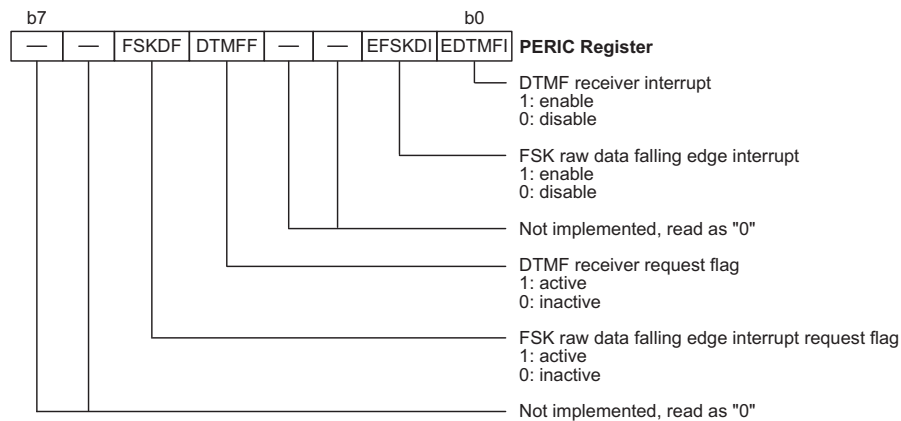 b7 b0
— — FSKDF DTMFF — — EFSKDI EDTMFI PERIC Register
DTMF receiver interrupt
1: enable
0: disable
FSK raw data falling edge interrupt
1: enable
0: disable
Not implemented, read as "0"
DTMF receiver request flag
1: active
0: inactive
FSK raw data falling edge interrupt request flag
1: active
0: inactive
Not implemented, read as "0"